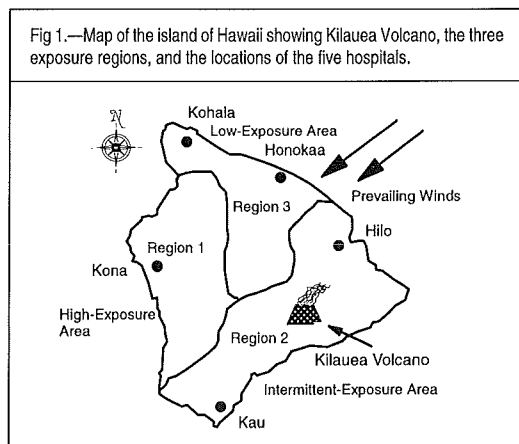 Fig 1.—Map of the island of Hawaii showing Kilauea Volcano, the three
exposure regions, and the locations of the five hospitals.
N
Kohala
Low-Exposure Area
Honokaa
Prevailing Winds
Region 3
Hilo
Region 1
Kona
High-Exposure
Area
Region 2
Kilauea Volcano
Intermittent-Exposure Area
Kau